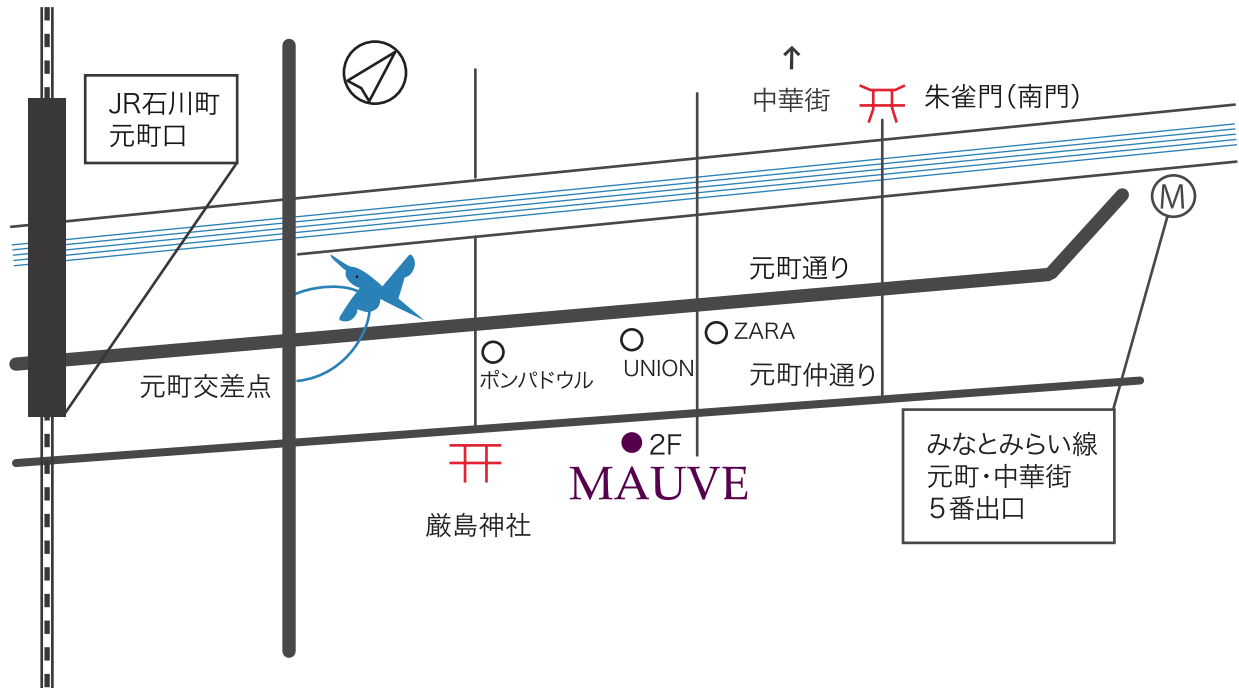 JR石川町
元町口
↑
中華街
朱雀門(南門)
M
元町通り
ZARA
UNION
ポンパドウル
元町仲通り
元町交差点
2F
MAUVE
厳島神社
みなとみらい線
元町・中華街
5番出口